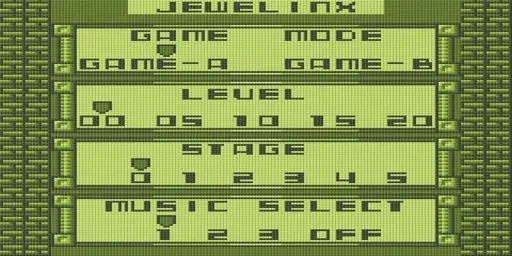 JEWELINX
GAME MODE
GAME-A GAME-B
LEVEL
00 05 10 15 20
STAGE
0 1 2 3 4 5
MUSIC SELECT
1 2 3 OFF